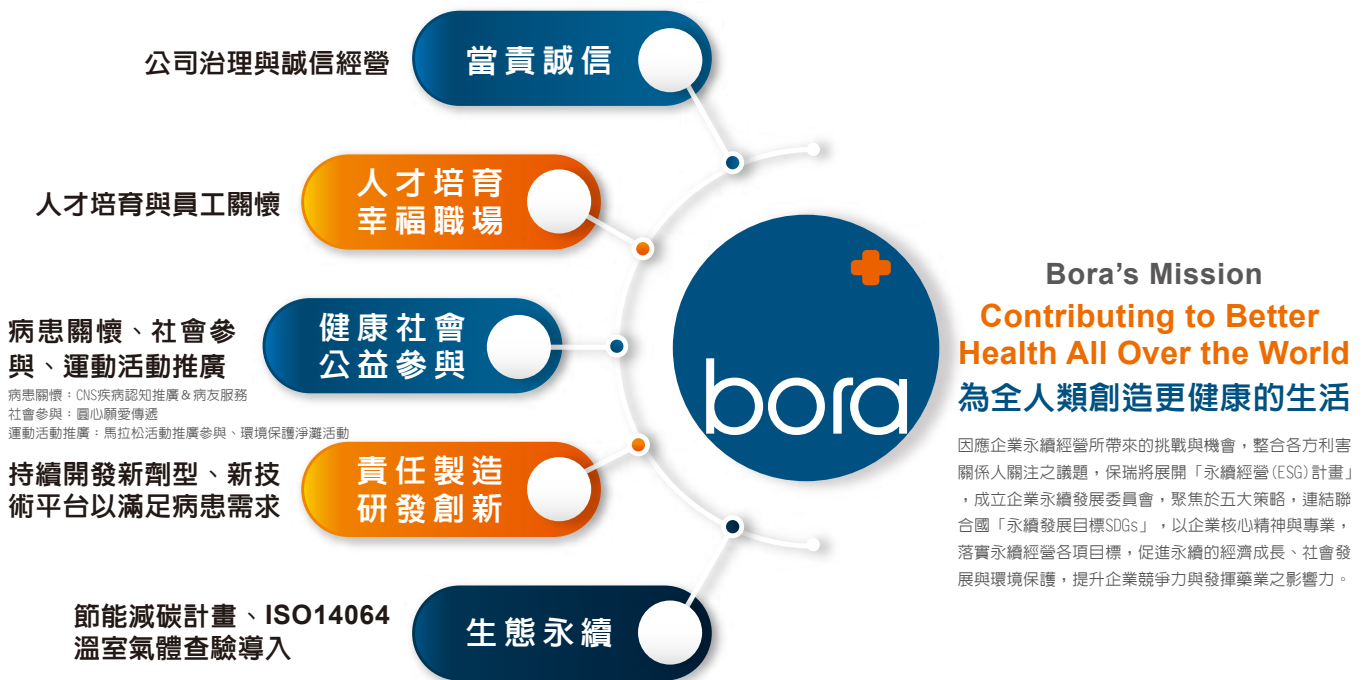 公司治理與誠信經營
當責誠信
人才培育與員工關懷
人才培育
幸福職場
病患關懷、社會參
與、運動活動推廣
病患關懷：CNS疾病認知推廣＆病友服務
社會參與：圓心願愛傳遞
運動活動推廣：馬拉松活動推廣參與、環境保護淨灘活動
健康社會
公益參與
持續開發新劑型、新技
術平台以滿足病患需求
責任製造
研發創新
節能減碳計畫、ISO14064
溫室氣體查驗導入
生態永續
bora
Bora’s Mission
Contributing to Better
Health All Over the World
為全人類創造更健康的生活
因應企業永續經營所帶來的挑戰與機會，整合各方利害
關係人關注之議題，保瑞將展開「永續經營(ESG)計畫」
，成立企業永續發展委員會，聚焦於五大策略，連結聯
合國「永續發展目標SDGs」，以企業核心精神與專業，
落實永續經營各項目標，促進永續的經濟成長、社會發
展與環境保護，提升企業競爭力與發揮藥業之影響力。